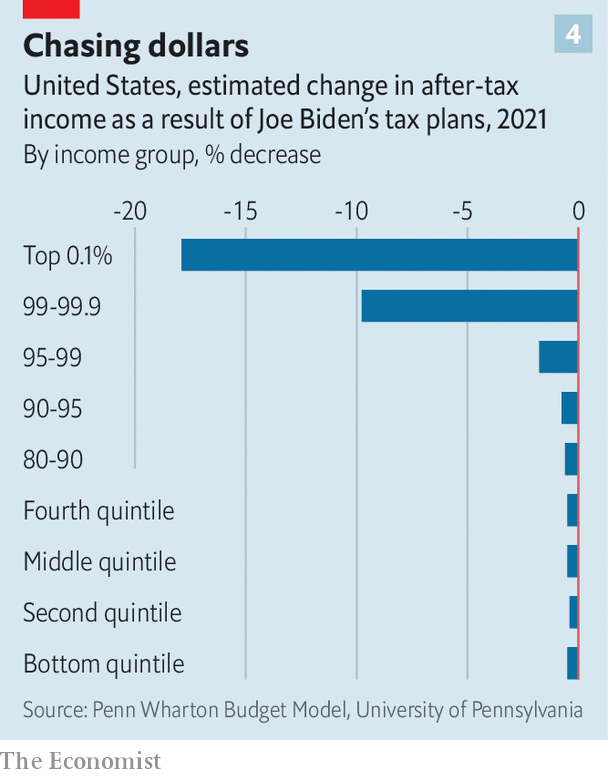 Chasing dollars
4
United States, estimated change in after-tax
income as a result of Joe Biden’s tax plans, 2021
By income group, % decrease
-20 -15 -10 -5 0
Top 0.1%
99-99.9
95-99
90-95
80-90
Fourth quintile
Middle quintile
Second quintile
Bottom quintile
Source: Penn Wharton Budget Model, University of Pennsylvania
The Economist